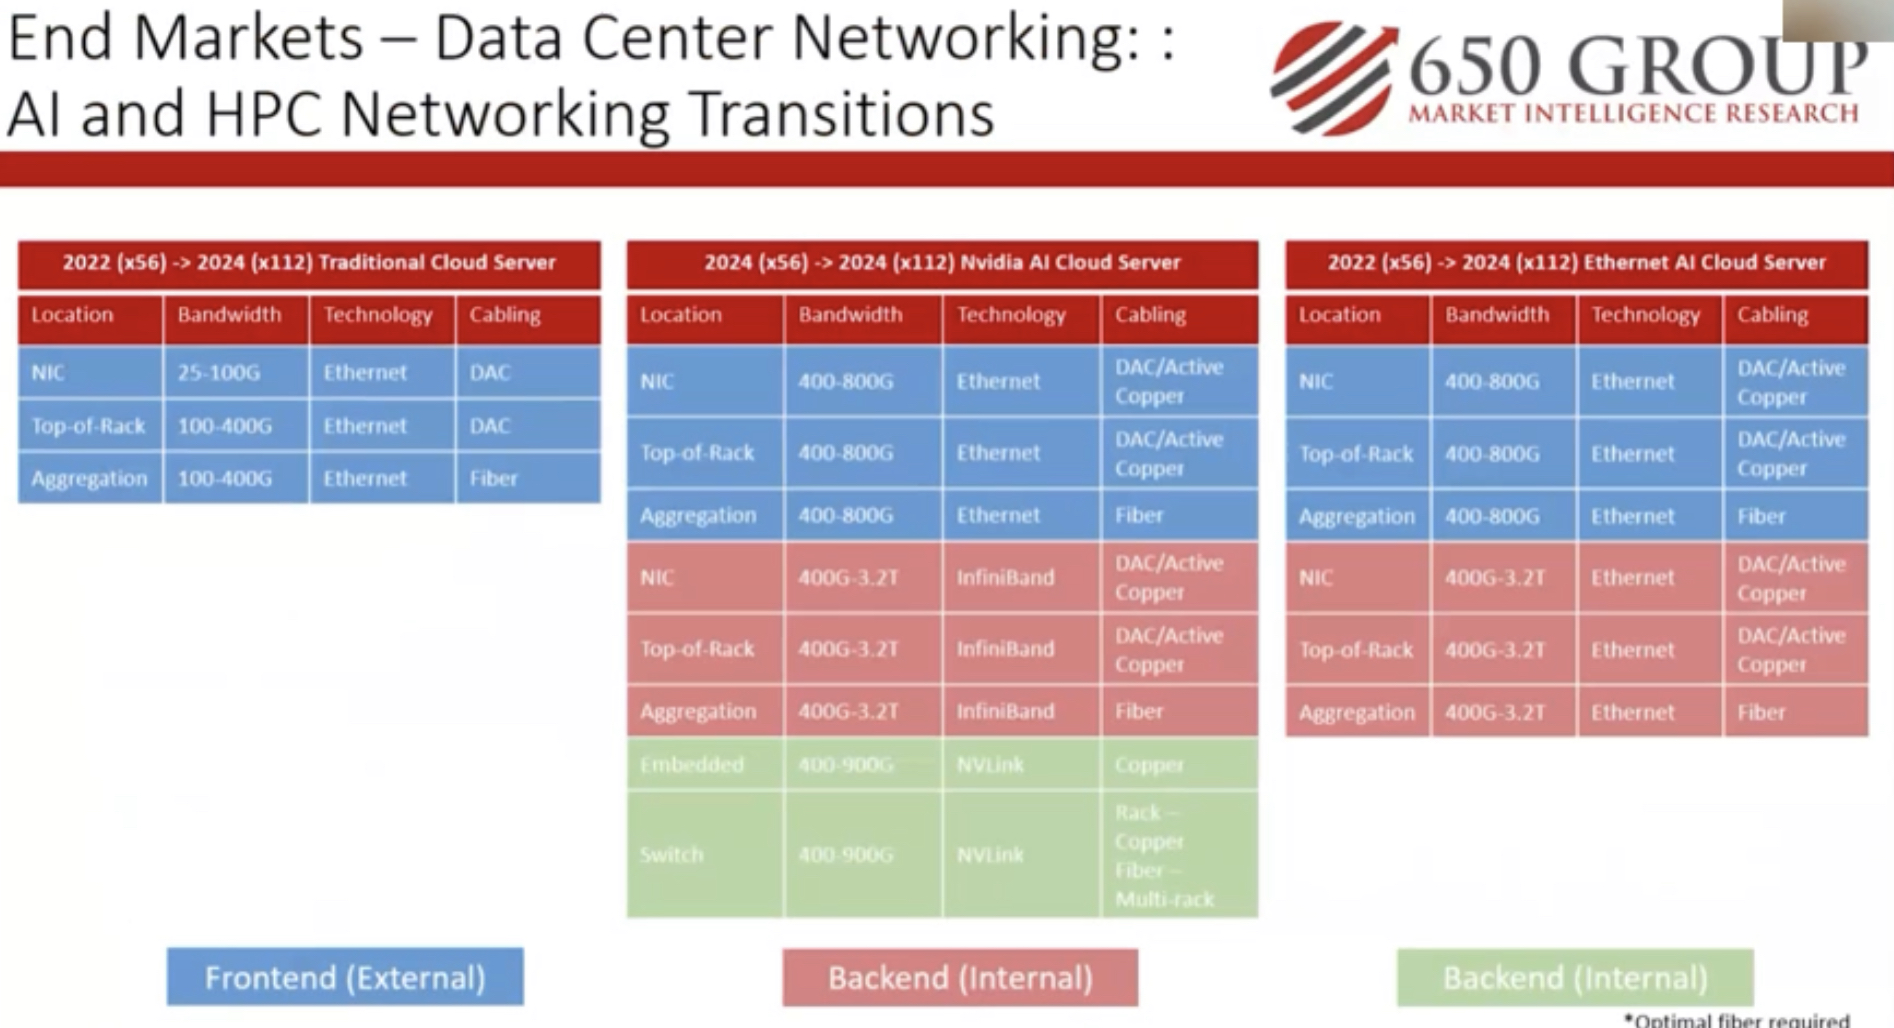 End Markets – Data Center Networking: :
AI and HPC Networking Transitions
650 GROUP
MARKET INTELLIGENCE RESEARCH
2022 (x56) -> 2024 (x112) Traditional Cloud Server
Location Bandwidth Technology Cabling
NIC 25-100G Ethernet DAC
Top-of-Rack 100-400G Ethernet DAC
Aggregation 100-400G Ethernet Fiber
2024 (x56) -> 2024 (x112) Nvidia AI Cloud Server
Location Bandwidth Technology Cabling
NIC 400-800G Ethernet DAC/Active
Copper
Top-of-Rack 400-800G Ethernet DAC/Active
Copper
Aggregation 400-800G Ethernet Fiber
NIC 400G-3.2T InfiniBand DAC/Active
Copper
Top-of-Rack 400G-3.2T InfiniBand DAC/Active
Copper
Aggregation 400G-3.2T InfiniBand Fiber
Embedded 400-900G NVLink Copper
Switch 400-900G NVLink Rack –
Copper
Fiber –
Multi-rack
2022 (x56) -> 2024 (x112) Ethernet AI Cloud Server
Location Bandwidth Technology Cabling
NIC 400-800G Ethernet DAC/Active
Copper
Top-of-Rack 400-800G Ethernet DAC/Active
Copper
Aggregation 400-800G Ethernet Fiber
NIC 400G-3.2T Ethernet DAC/Active
Copper
Top-of-Rack 400G-3.2T Ethernet DAC/Active
Copper
Aggregation 400G-3.2T Ethernet Fiber
Frontend (External)
Backend (Internal)
Backend (Internal)
*Optimal fiber required